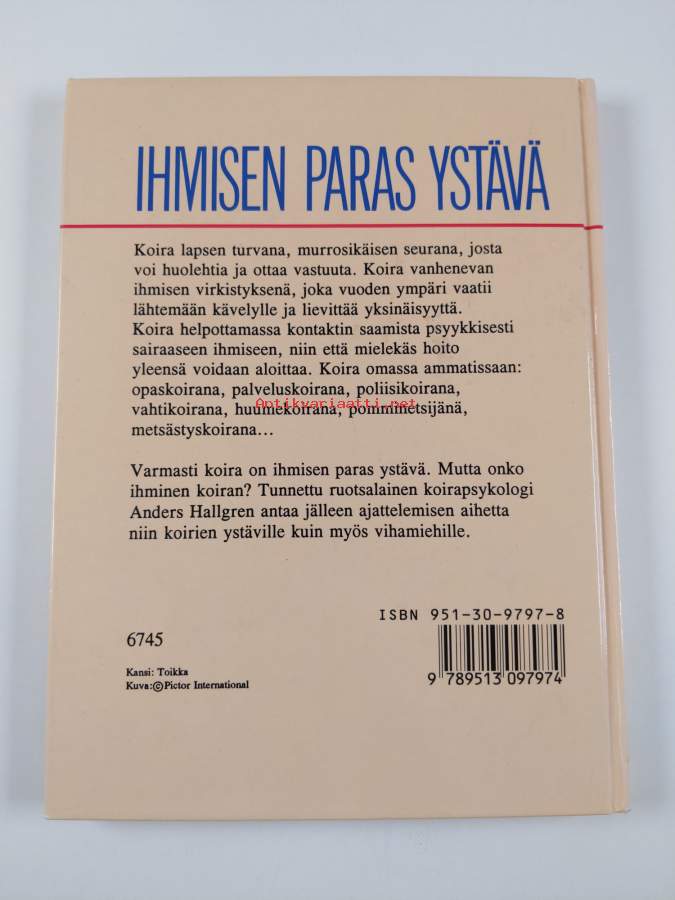 IHMISEN PARAS YSTÄVÄ
Koira lapsen turvana, murrosikäisen seurana, josta
voi huolehtia ja ottaa vastuuta. Koira vanhenevan
ihmisen virkistyksenä, joka vuoden ympäri vaatii
lähtemään kävelylle ja lievittää yksinäisyyttä.
Koira helpottamassa kontaktin saamista psyykkisesti
sairaaseen ihmiseen, niin että mielekäs hoito
yleensä voidaan aloittaa. Koira omassa ammatissaan:
opaskoirana, palveluskoirana, poliisikoirana,
Antikvariaatti.net
vahtikoirana, huumekoirana, pommimetsijänä,
metsästyskoirana...
Varmasti koira on ihmisen paras ystävä. Mutta onko
ihminen koiran? Tunnettu ruotsalainen koirapsykologi
Anders Hallgren antaa jälleen ajattelemisen aihetta
niin koirien ystäville kuin myös vihamiehille.
ISBN 951-30-9797-8
6745
Kansi: Toikka
Kuva:©Pictor International
9 789513 097974